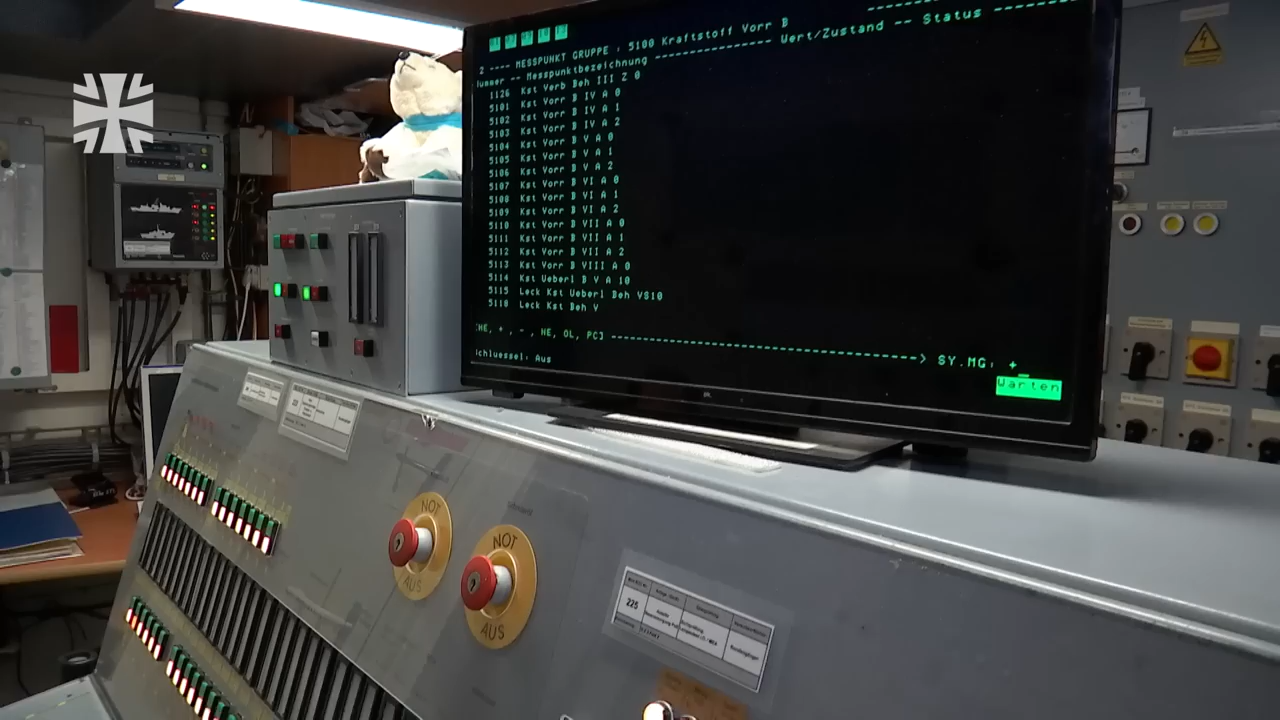 2 ---- MESSPUNKT GRUPPE : 5100 Kraftstoff Vorr B
Nummer -- Messpunktbezeichnung ---------------- Wert/Zustand -- Status
1126 Kst Verb Beh III Z 0
5101 Kst Vorr B IV A 0
5102 Kst Vorr B IV A 1
5103 Kst Vorr B IV A 2
5104 Kst Vorr B V A 0
5105 Kst Vorr B V A 1
5106 Kst Vorr B V A 2
5107 Kst Vorr B VI A 0
5108 Kst Vorr B VI A 1
5109 Kst Vorr B VI A 2
5110 Kst Vorr B VII A 0
5111 Kst Vorr B VII A 1
5112 Kst Vorr B VII A 2
5113 Kst Vorr B VIII A 0
5114 Kst Ueberl B V A 10
5115 Leck Kst Ueberl Beh VS10
5118 Leck Kst Beh V
NE, + , - , NE, OL, PC] ------------------------------> SY.MG: +
chluessel: Aus
Warten
NOT
AUS
NOT
AUS
225